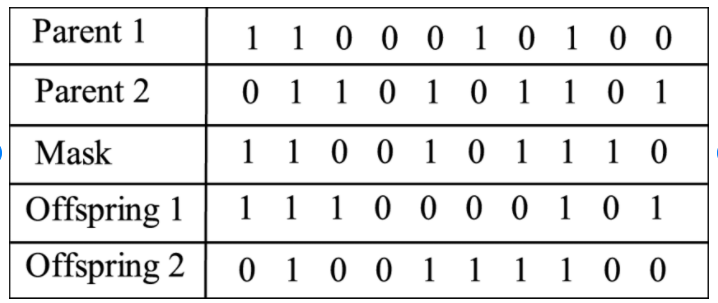 Parent 1 1 1 0 0 0 1 0 1 0 0
Parent 2 0 1 1 0 1 0 1 1 0 1
Mask 1 1 0 0 1 0 1 1 1 0
Offspring 1 1 1 1 0 0 0 0 1 0 1
Offspring 2 0 1 0 0 1 1 1 1 0 0